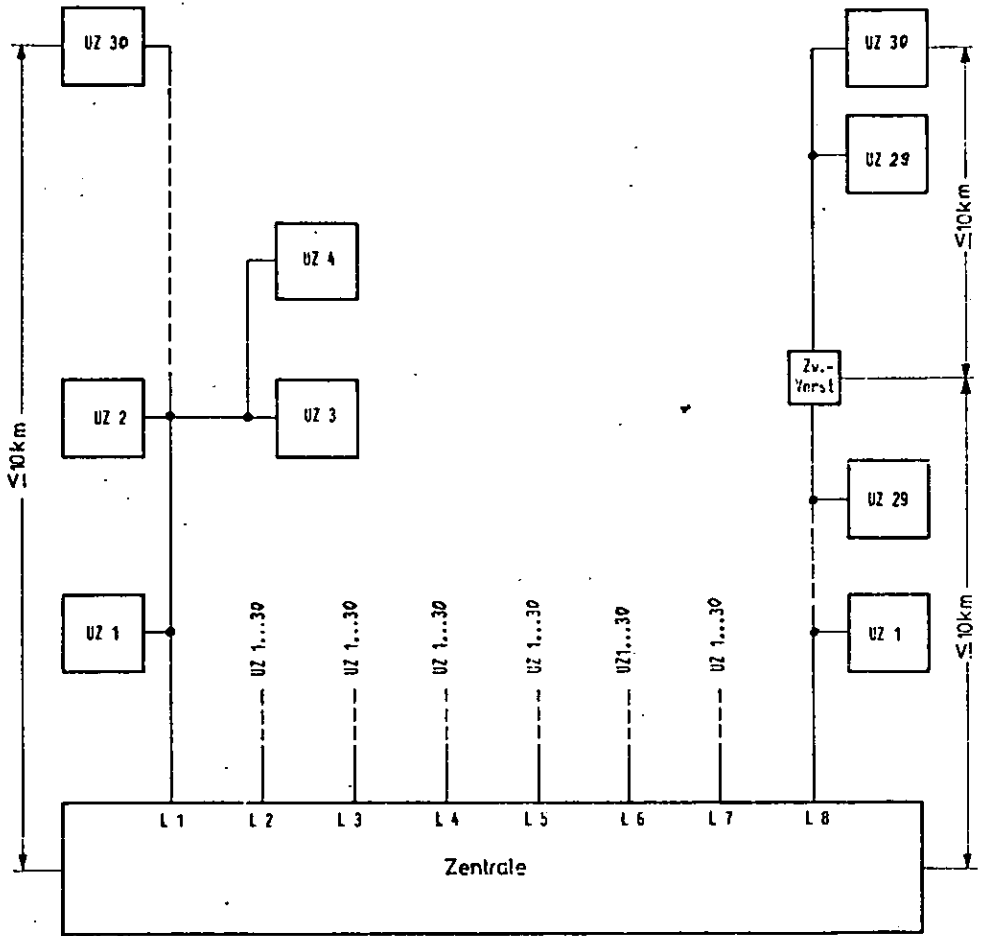 UZ 30
UZ 30
UZ 29
≤10km
UZ 4
≤10km
Zw.-
Verst
UZ 2
UZ 3
UZ 29
UZ 1
UZ 1...30
UZ 1...30
UZ 1...30
UZ 1...30
UZ1...30
UZ 1...30
UZ 1
≤10km
L 1
L 2
L 3
L 4
L 5
L 6
L 7
L 8
Zentrale